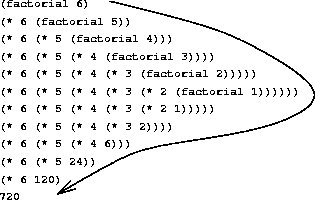 (factorial 6)
(* 6 (factorial 5))
(* 6 (* 5 (factorial 4)))
(* 6 (* 5 (* 4 (factorial 3))))
(* 6 (* 5 (* 4 (* 3 (factorial 2)))))
(* 6 (* 5 (* 4 (* 3 (* 2 (factorial 1))))))
(* 6 (* 5 (* 4 (* 3 (* 2 1)))))
(* 6 (* 5 (* 4 (* 3 2))))
(* 6 (* 5 (* 4 6)))
(* 6 (* 5 24))
(* 6 120)
720